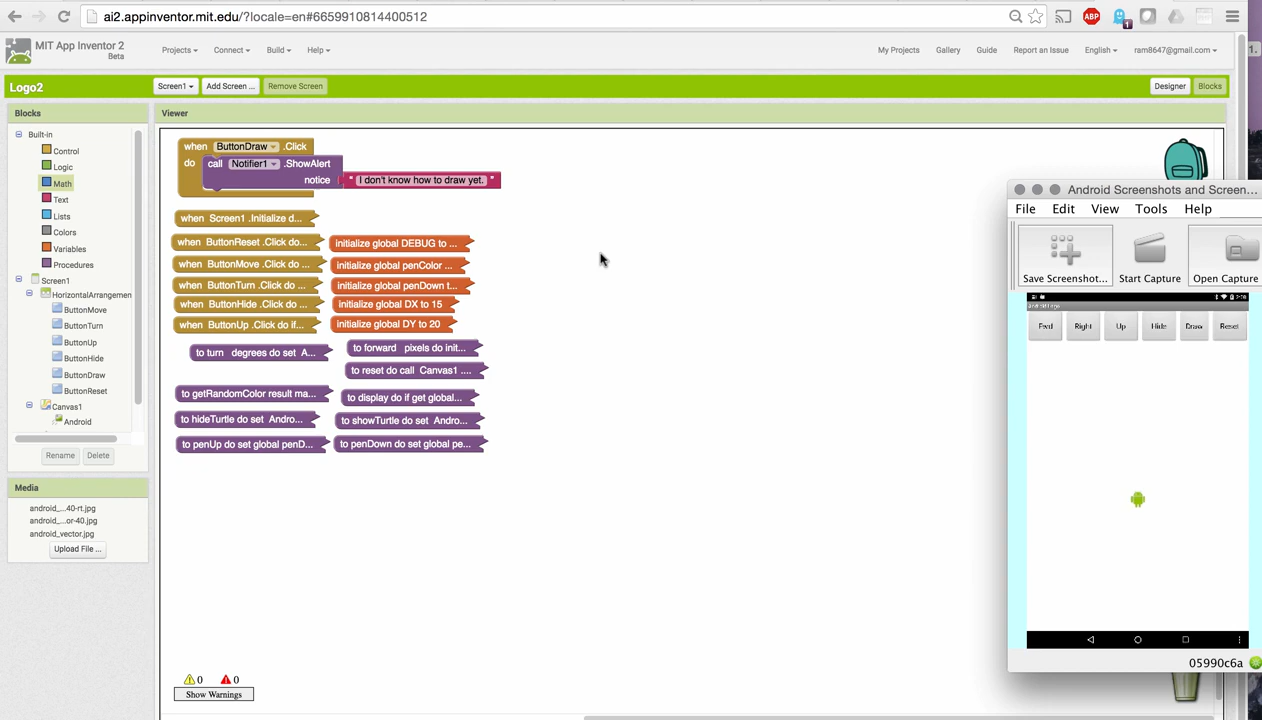 ai2.appinventor.mit.edu/?locale=en#6659910814400512
ABP
1
MIT App Inventor 2
Beta
Projects Connect Build Help
My Projects Gallery Guide Report an Issue English ram8647@gmail.com
Logo2
Screen1 Add Screen ... Remove Screen
Designer Blocks
Blocks
Viewer
Built-in
Control
Logic
Math
Text
Lists
Colors
Variables
Procedures
Screen1
HorizontalArrangemen
ButtonMove
ButtonTurn
ButtonUp
ButtonHide
ButtonDraw
ButtonReset
Canvas1
Android
Rename Delete
Media
android_...40-rt.jpg
android_...or-40.jpg
android_vector.jpg
Upload File ...
when ButtonDraw .Click
do call Notifier1 .ShowAlert
notice " I don't know how to draw yet. "
when Screen1 .Initialize d...
when ButtonReset .Click do... initialize global DEBUG to ...
when ButtonMove .Click do... initialize global penColor ...
when ButtonTurn .Click do... initialize global penDown t...
when ButtonHide .Click do... initialize global DX to 15
when ButtonUp .Click do if... initialize global DY to 20
to turn degrees do set A... to forward pixels do init...
to reset do call Canvas1 ....
to getRandomColor result ma... to display do if get global...
to hideTurtle do set Andro... to showTurtle do set Andro...
to penUp do set global penD... to penDown do set global pe...
0 0
Show Warnings
Android Screenshots and Screen...
File Edit View Tools Help
Save Screenshot... Start Capture Open Capture
Fwd Right Up Hide Draw Reset
05990c6a